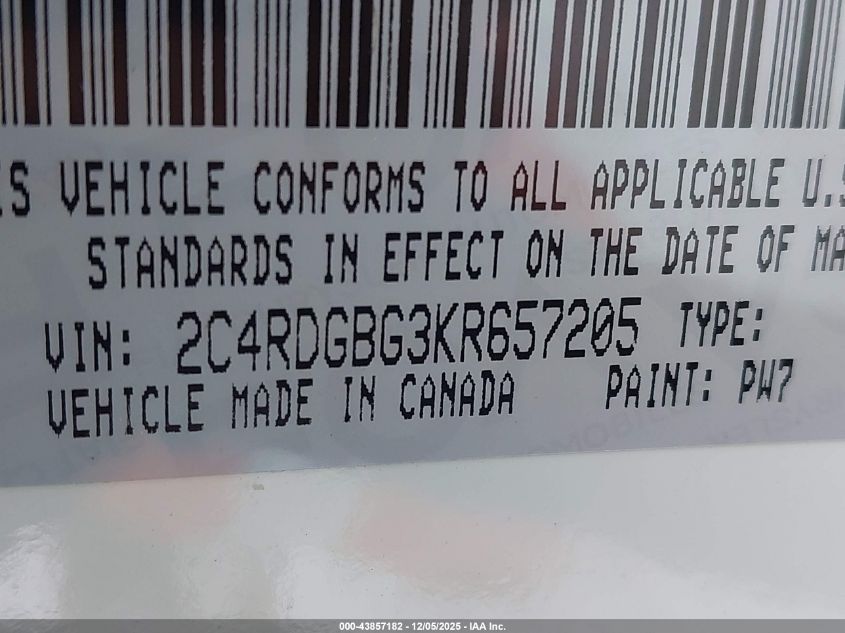 IS VEHICLE CONFORMS TO ALL APPLICABLE U.S
STANDARDS IN EFFECT ON THE DATE OF MA
VIN: 2C4RDGBG3KR657205 TYPE:
VEHICLE MADE IN CANADA PAINT: PW7
000-43857182 - 12/05/2025 - IAA Inc.